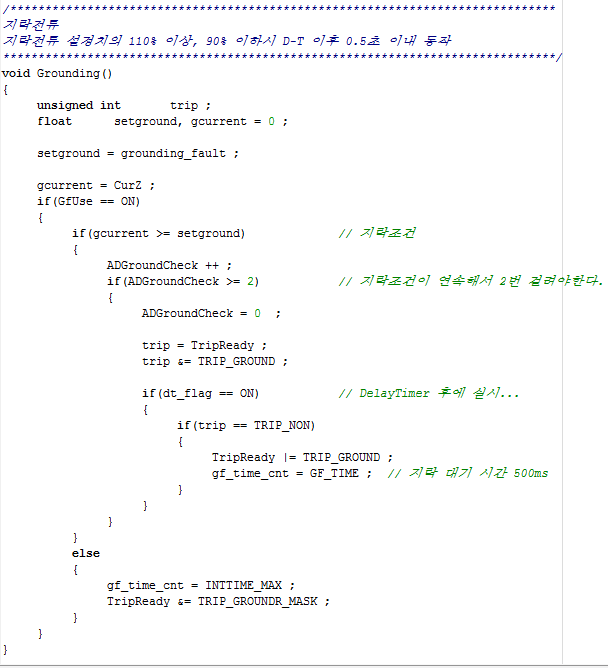 /******************************************************************************
지락전류
지락전류 설정치의 110% 이상, 90% 이하시 D-T 이후 0.5초 이내 동작
*******************************************************************************/
void Grounding()
{
     unsigned int       trip ;
     float      setground, gcurrent = 0 ;

     setground = grounding_fault ;

     gcurrent = CurZ ;
     if(GfUse == ON)
     {
          if(gcurrent >= setground)             // 지락조건
          {
               ADGroundCheck ++ ;
               if(ADGroundCheck >= 2)           // 지락조건이 연속해서 2번 걸려야한다.
               {
                    ADGroundCheck = 0  ;

                    trip = TripReady ;
                    trip &= TRIP_GROUND ;

                    if(dt_flag == ON)           // DelayTimer 후에 실시...
                    {
                         if(trip == TRIP_NON)
                         {
                              TripReady |= TRIP_GROUND ;
                              gf_time_cnt = GF_TIME ;  // 지락 대기 시간 500ms
                         }
                    }
               }
          }
          else
          {
               gf_time_cnt = INTTIME_MAX ;
               TripReady &= TRIP_GROUNDR_MASK ;
          }
     }
}